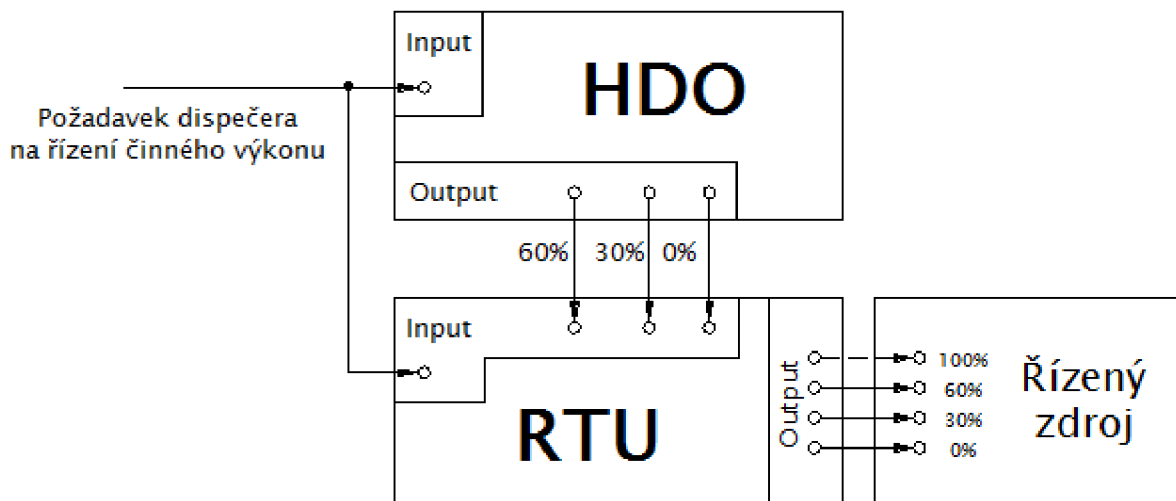 Input
HDO
Požadavek dispečera
na řízení činného výkonu
Output
60%
30%
0%
Input
RTU
Output
100%
60%
30%
0%
Řízený
zdroj